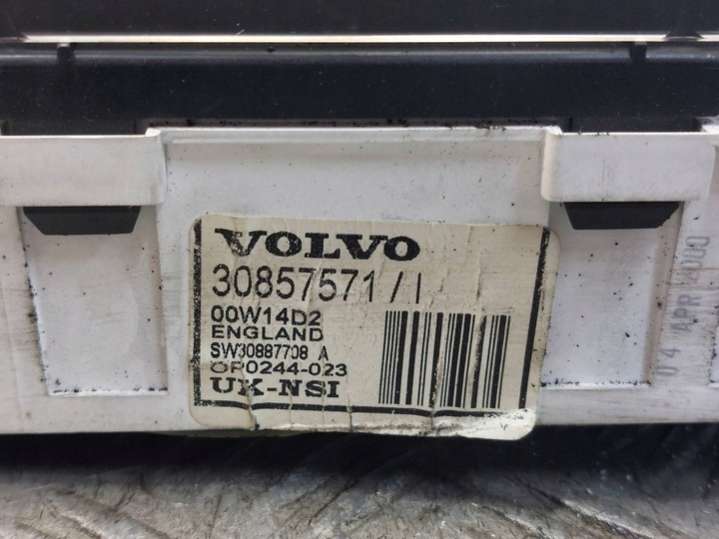 VOLVO
30857571/I
00W14D2
ENGLAND
SW30887708 A
OP0244-023
UK-NSI
04 APR 2000